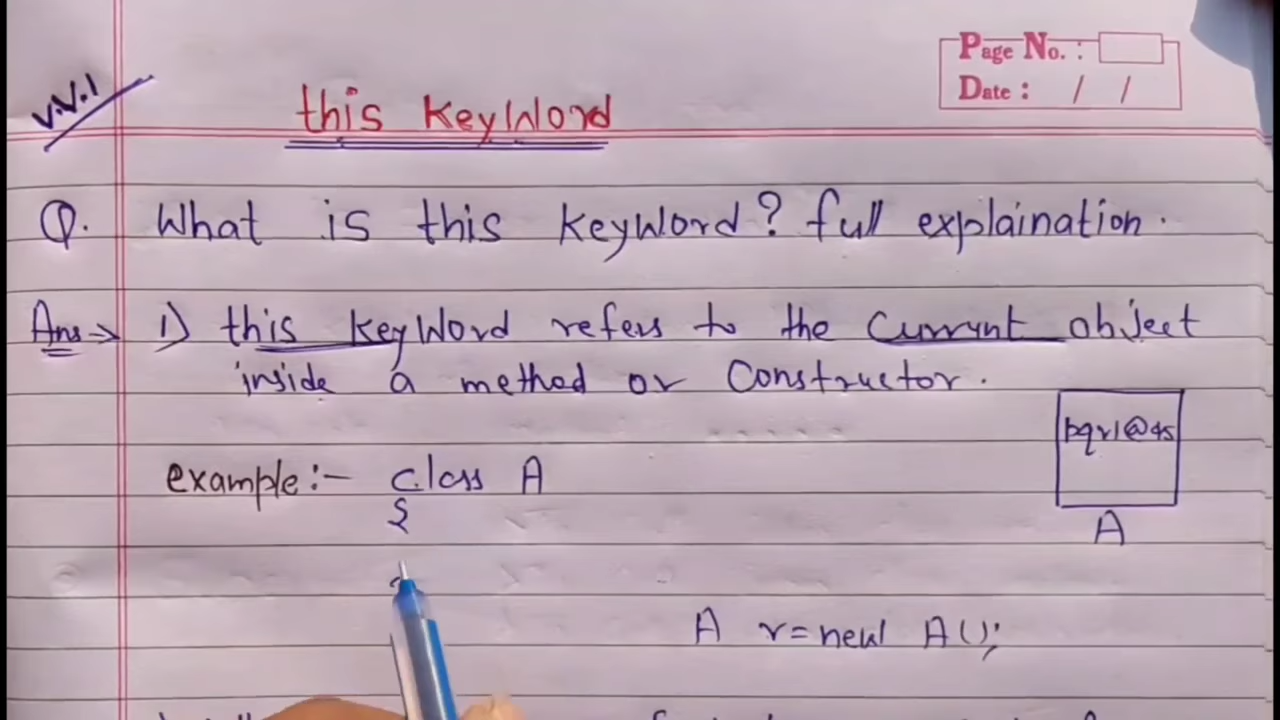 Page No. :
Date : / /
V.V.I
this keyword
Q. What is this keyword? full explaination.
Ans→ 1) this keyword refers to the current object
inside a method or constructor.
example:- class A
{
A
A r=new A();